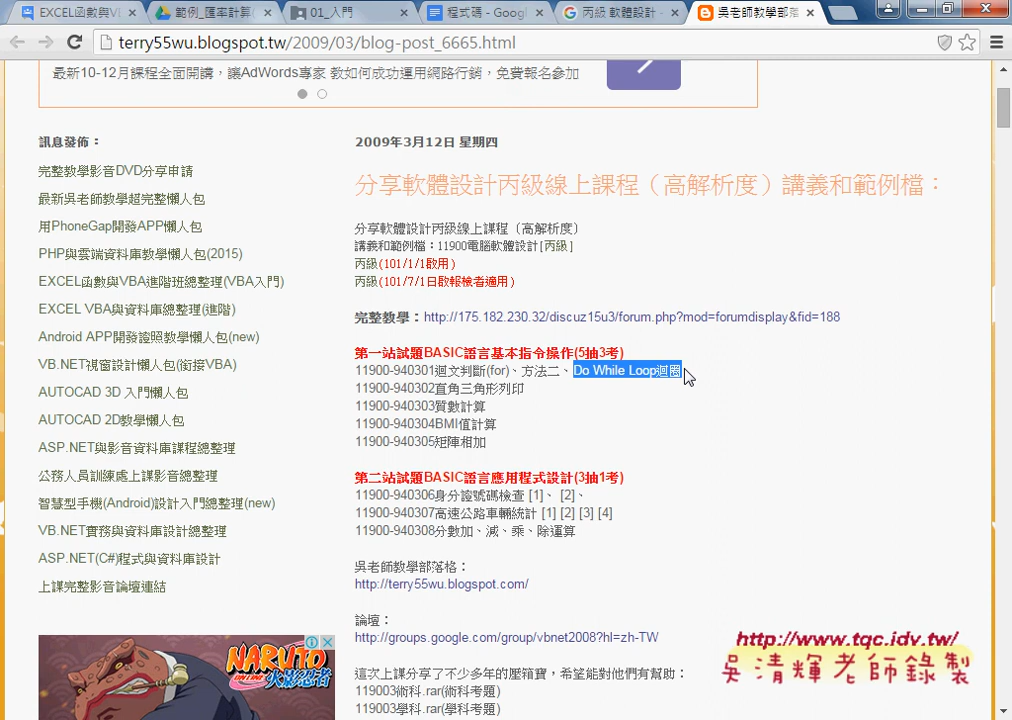 EXCEL函數與V
範例_匯率計算
01_入門
程式碼 - Goog
丙級 軟體設計 -
吳老師教學部落
terry55wu.blogspot.tw/2009/03/blog-post_6665.html
最新10-12月課程全面開講，讓AdWords專家 教如何成功運用網路行銷，免費報名參加
訊息發佈：
完整教學影音DVD分享申請
最新吳老師教學超完整懶人包
用PhoneGap開發APP懶人包
PHP與雲端資料庫教學懶人包(2015)
EXCEL函數與VBA進階班總整理(VBA入門)
EXCEL VBA與資料庫總整理(進階)
Android APP開發證照教學懶人包(new)
VB.NET視窗設計懶人包(銜接VBA)
AUTOCAD 3D 入門懶人包
AUTOCAD 2D教學懶人包
ASP.NET與影音資料庫課程總整理
公務人員訓練處上課影音總整理
智慧型手機(Android)設計入門總整理(new)
VB.NET實務與資料庫設計總整理
ASP.NET(C#)程式與資料庫設計
上課完整影音論壇連結
NARUTO
ONLINE火影忍者
2009年3月12日 星期四
分享軟體設計丙級線上課程（高解析度）講義和範例檔：
分享軟體設計丙級線上課程（高解析度）
講義和範例檔：11900電腦軟體設計[丙級]
丙級(101/1/1啟用)
丙級(101/7/1日啟報檢者適用)
完整教學：http://175.182.230.32/discuz15u3/forum.php?mod=forumdisplay&fid=188
第一站試題BASIC語言基本指令操作(5抽3考)
11900-940301迴文判斷(for)、方法二、Do While Loop迴圈
11900-940302直角三角形列印
11900-940303質數計算
11900-940304BMI值計算
11900-940305矩陣相加
第二站試題BASIC語言應用程式設計(3抽1考)
11900-940306身分證號碼檢查 [1]、 [2]、
11900-940307高速公路車輛統計 [1] [2] [3] [4]
11900-940308分數加、減、乘、除運算
吳老師教學部落格：
http://terry55wu.blogspot.com/
論壇：
http://groups.google.com/group/vbnet2008?hl=zh-TW
這次上課分享了不少多年的壓箱寶，希望能對他們有幫助：
119003術科.rar(術科考題)
119003學科.rar(學科考題)
http://www.tqc.idv.tw/
吳清輝老師錄製